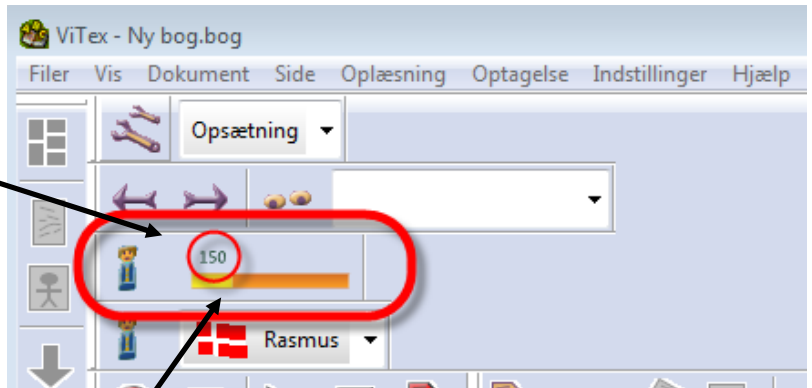 ViTex - Ny bog.bog
Filer Vis Dokument Side Oplæsning Optagelse Indstillinger Hjælp
Opsætning
150
Rasmus